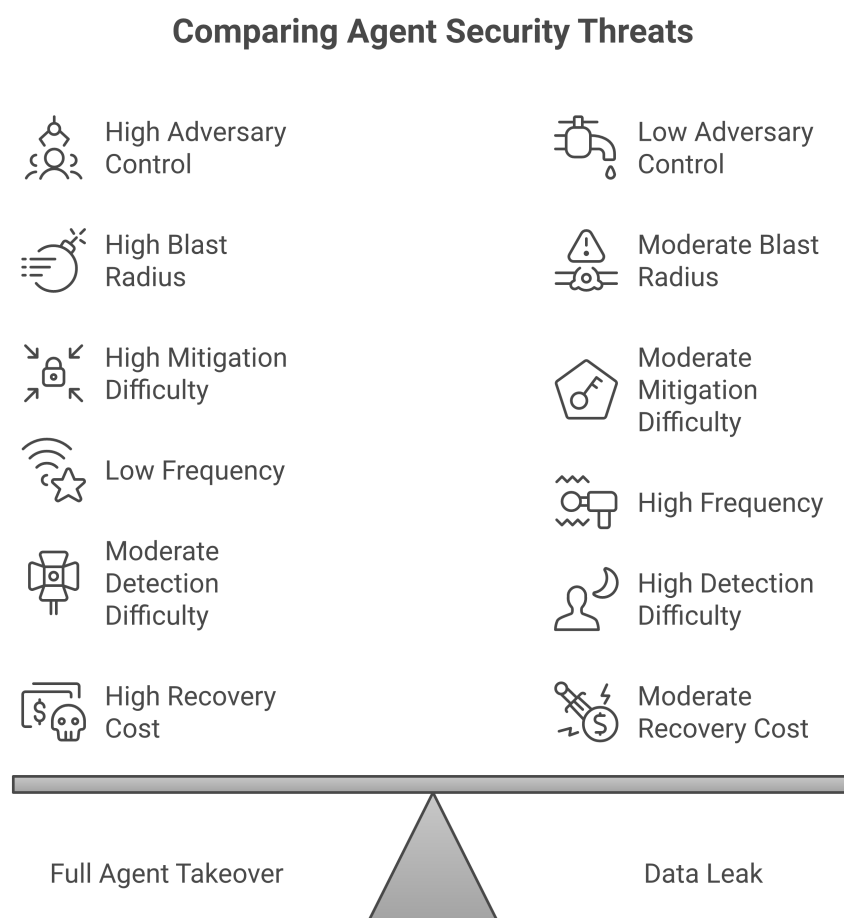 Comparing Agent Security Threats
High Adversary
Control
High Blast
Radius
High Mitigation
Difficulty
Low Frequency
Moderate
Detection
Difficulty
$
High Recovery
Cost
Low Adversary
Control
Moderate Blast
Radius
Moderate
Mitigation
Difficulty
High Frequency
High Detection
Difficulty
$
Moderate
Recovery Cost
Full Agent Takeover
Data Leak